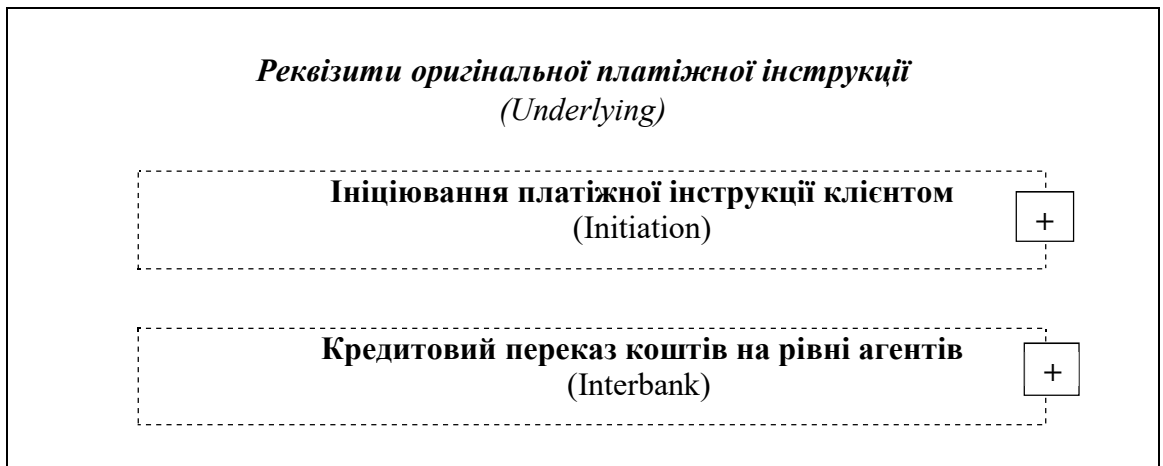 Реквізити оригінальної платіжної інструкції
(Underlying)
Ініціювання платіжної інструкції клієнтом
(Initiation)
+
Кредитовий переказ коштів на рівні агентів
(Interbank)
+